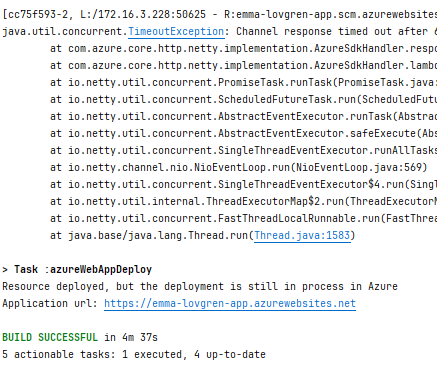 [cc75f593-2, L:/172.16.3.228:50625 - R:emma-lovgren-app.scm.azurewebsites
java.util.concurrent.TimeoutException: Channel response timed out after 6
at com.azure.core.http.netty.implementation.AzureSdkHandler.respo
at com.azure.core.http.netty.implementation.AzureSdkHandler.lambd
at io.netty.util.concurrent.PromiseTask.runTask(PromiseTask.java:
at io.netty.util.concurrent.ScheduledFutureTask.run(ScheduledFutu
at io.netty.util.concurrent.AbstractEventExecutor.runTask(Abstrac
at io.netty.util.concurrent.AbstractEventExecutor.safeExecute(Abs
at io.netty.util.concurrent.SingleThreadEventExecutor.runAllTasks
at io.netty.channel.nio.NioEventLoop.run(NioEventLoop.java:569)
at io.netty.util.concurrent.SingleThreadEventExecutor$4.run(Singl
at io.netty.util.internal.ThreadExecutorMap$2.run(ThreadExecutorM
at io.netty.util.concurrent.FastThreadLocalRunnable.run(FastThrea
at java.base/java.lang.Thread.run(Thread.java:1583)
> Task :azureWebAppDeploy
Resource deployed, but the deployment is still in process in Azure
Application url: https://emma-lovgren-app.azurewebsites.net
BUILD SUCCESSFUL in 4m 37s
5 actionable tasks: 1 executed, 4 up-to-date